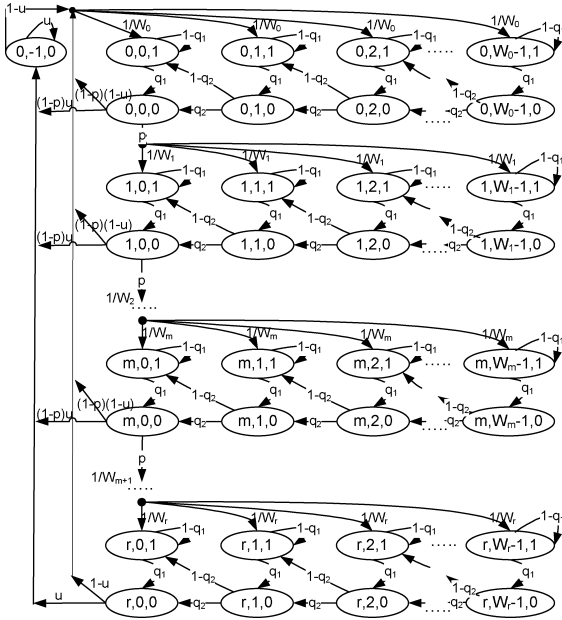 1-u u 1/W₀ 1/W₀ 1/W₀ 1/W₀
0,-1,0 0,0,1 1-q₁ 0,1,1 1-q₁ 0,2,1 1-q₁ ..... 0,W₀-1,1 1-q
q₁ 1-q₂ q₁ 1-q₂ q₁ 1-q₂ q₁
(1-p)u (1-p)(1-u) 0,0,0 q₂ 0,1,0 q₂ 0,2,0 ..... q₂ 0,W₀-1,0
p
1/W₁ 1/W₁ 1/W₁ 1/W₁
1,0,1 1-q₁ 1,1,1 1-q₁ 1,2,1 1-q₁ ..... 1,W₁-1,1 1-q₁
q₁ 1-q₂ q₁ 1-q₂ q₁ 1-q₂ q₁
(1-p)u (1-p)(1-u) 1,0,0 q₂ 1,1,0 q₂ 1,2,0 ..... q₂ 1,W₁-1,0
p
1/W₂ .....
1/Wₘ 1/Wₘ 1/Wₘ 1/Wₘ
m,0,1 1-q₁ m,1,1 1-q₁ m,2,1 1-q₁ ..... m,Wₘ-1,1 1-q₁
q₁ 1-q₂ q₁ 1-q₂ q₁ 1-q₂ q₁
(1-p)u (1-p)(1-u) m,0,0 q₂ m,1,0 q₂ m,2,0 ..... q₂ m,Wₘ-1,0
p
1/Wₘ₊₁ .....
1/Wᵣ 1/Wᵣ 1/Wᵣ 1/Wᵣ
r,0,1 1-q₁ r,1,1 1-q₁ r,2,1 1-q₁ ..... r,Wᵣ-1,1 1-q
q₁ 1-q₂ q₁ 1-q₂ q₁ 1-q₂ q₁
u 1-u r,0,0 q₂ r,1,0 q₂ r,2,0 ..... q₂ r,Wᵣ-1,0